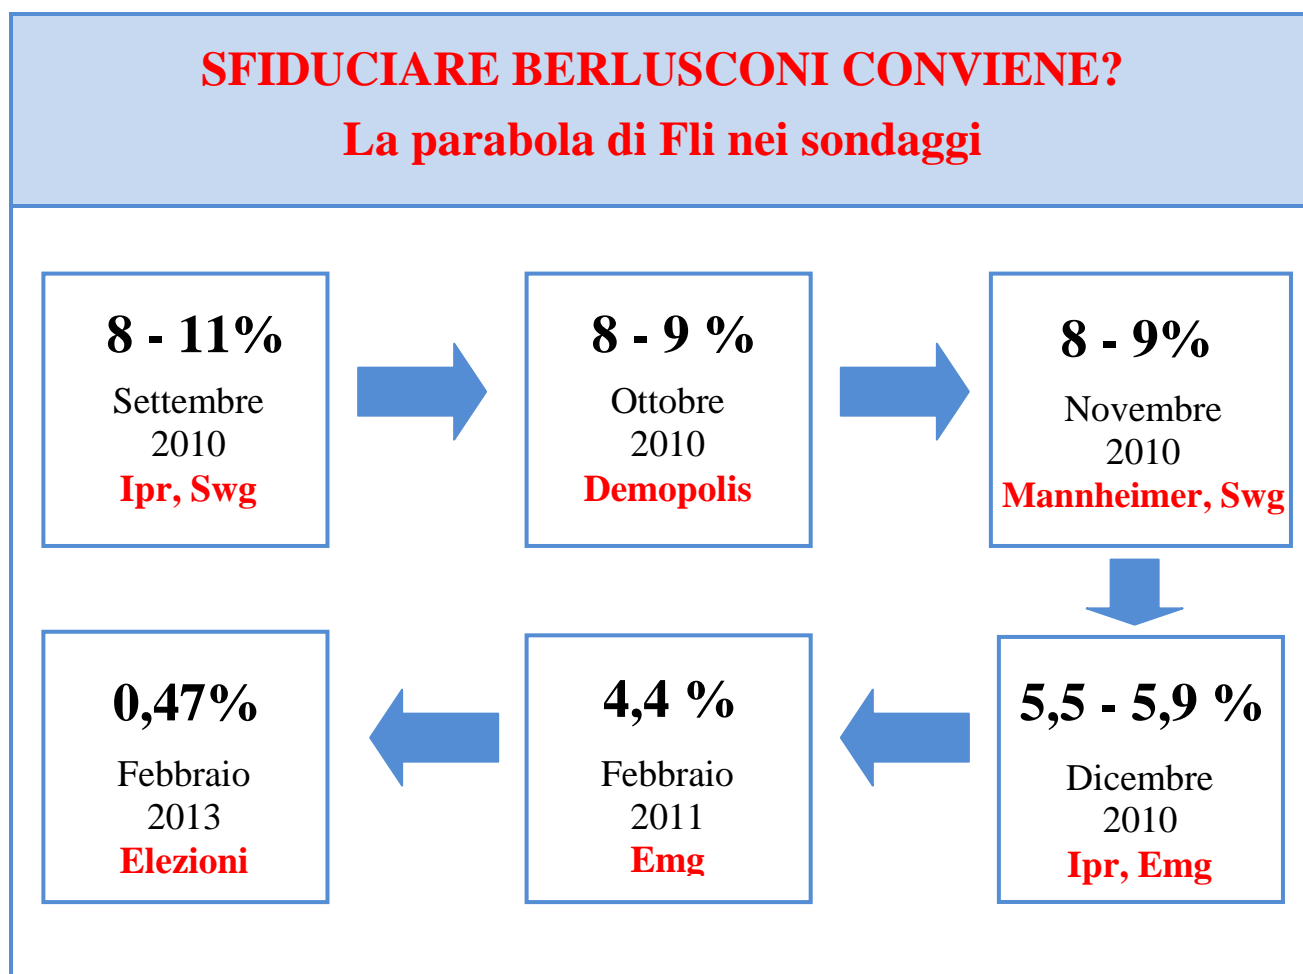 SFIDUCIARE BERLUSCONI CONVIENE?
La parabola di Fli nei sondaggi
8 - 11%
Settembre
2010
Ipr, Swg
8 - 9 %
Ottobre
2010
Demopolis
8 - 9%
Novembre
2010
Mannheimer, Swg
5,5 - 5,9 %
Dicembre
2010
Ipr, Emg
4,4 %
Febbraio
2011
Emg
0,47%
Febbraio
2013
Elezioni